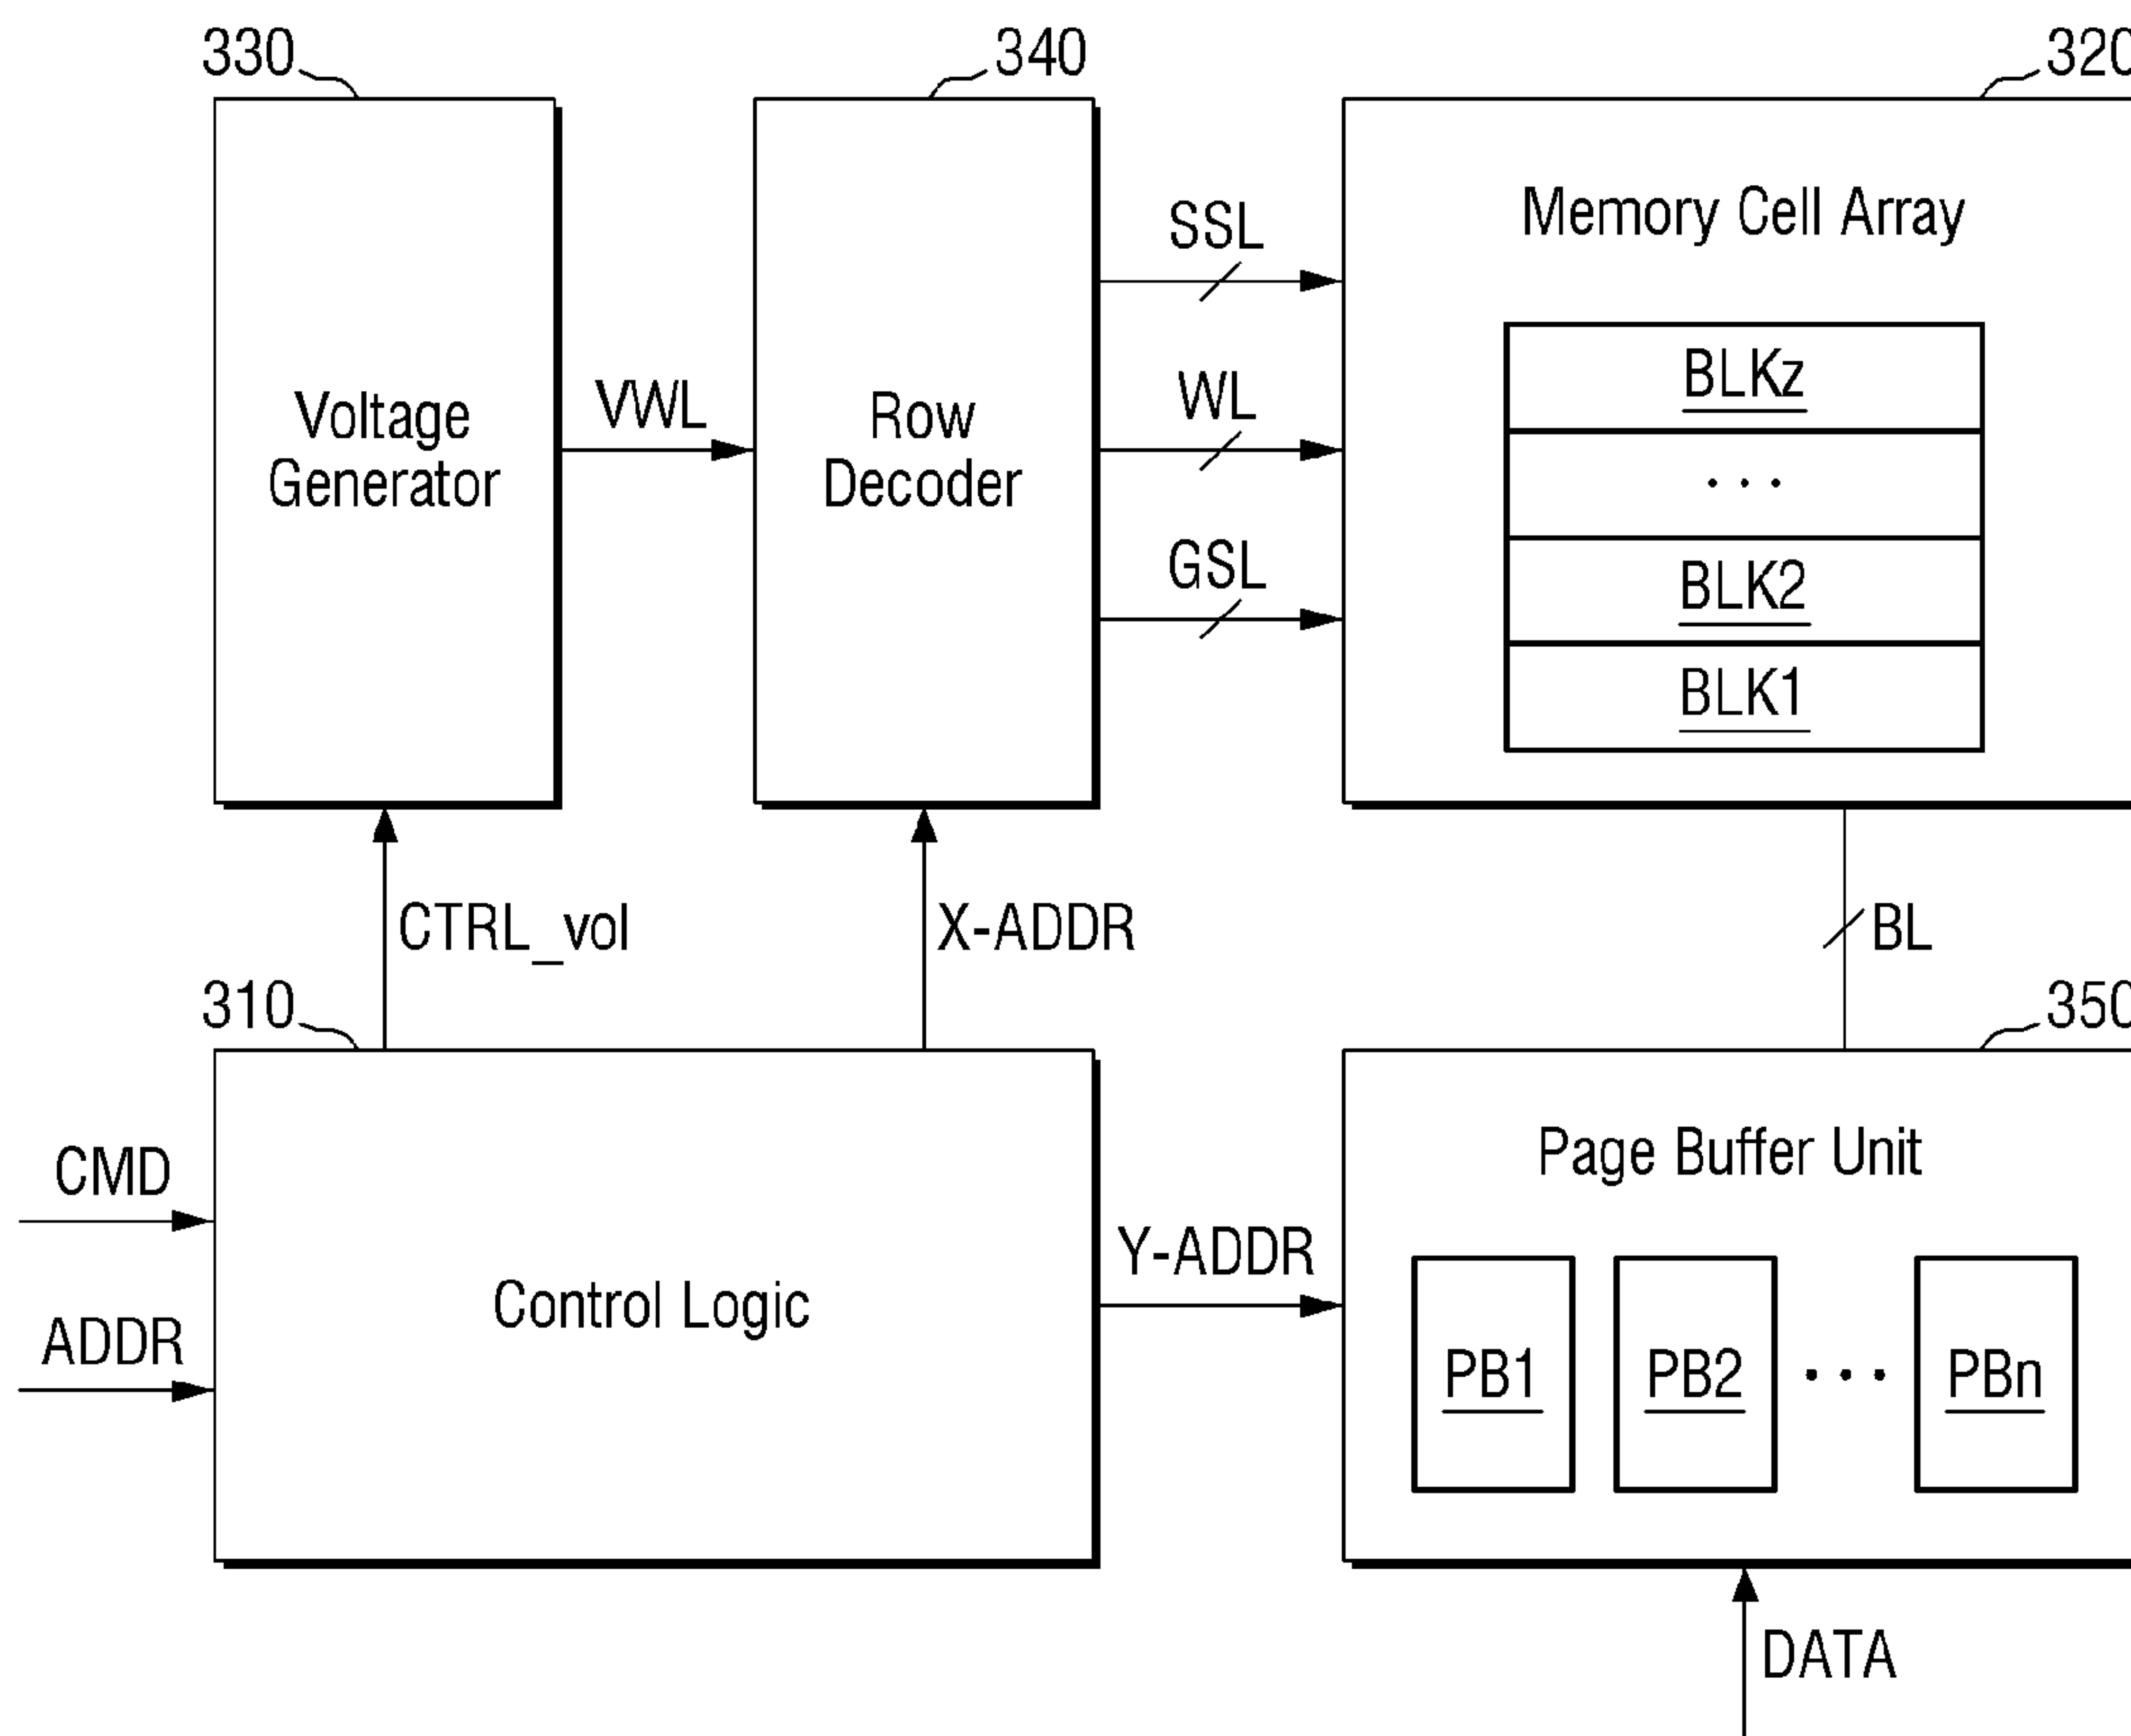 330
340
320
SSL
Memory Cell Array
WL
VWL
Voltage
Generator
Row
Decoder
GSL
BLKz
· · ·
BLK2
BLK1
CTRL_vol
X-ADDR
BL
310
350
CMD
ADDR
Control Logic
Y-ADDR
Page Buffer Unit
PB1
PB2
· · ·
PBn
DATA